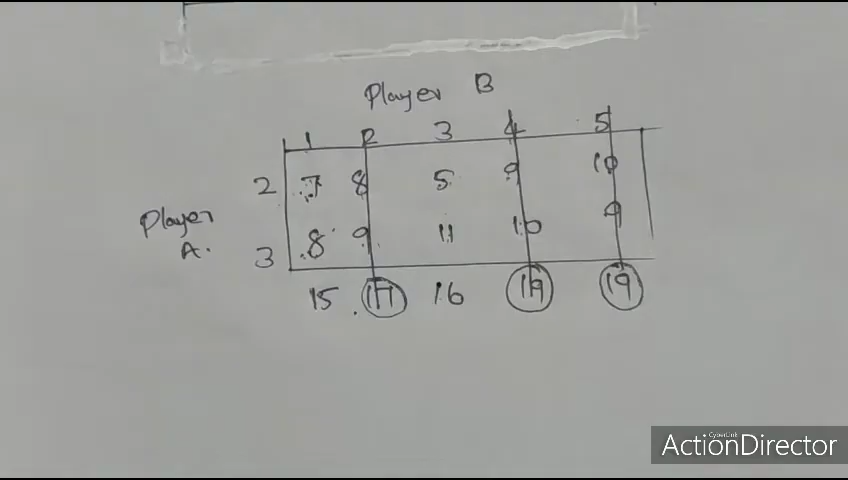 Player B
1 2 3 4 5
2 7 8 5 9 10
Player
A.
3 8 9 11 10 9
15 17 16 19 19
CyberLink
ActionDirector